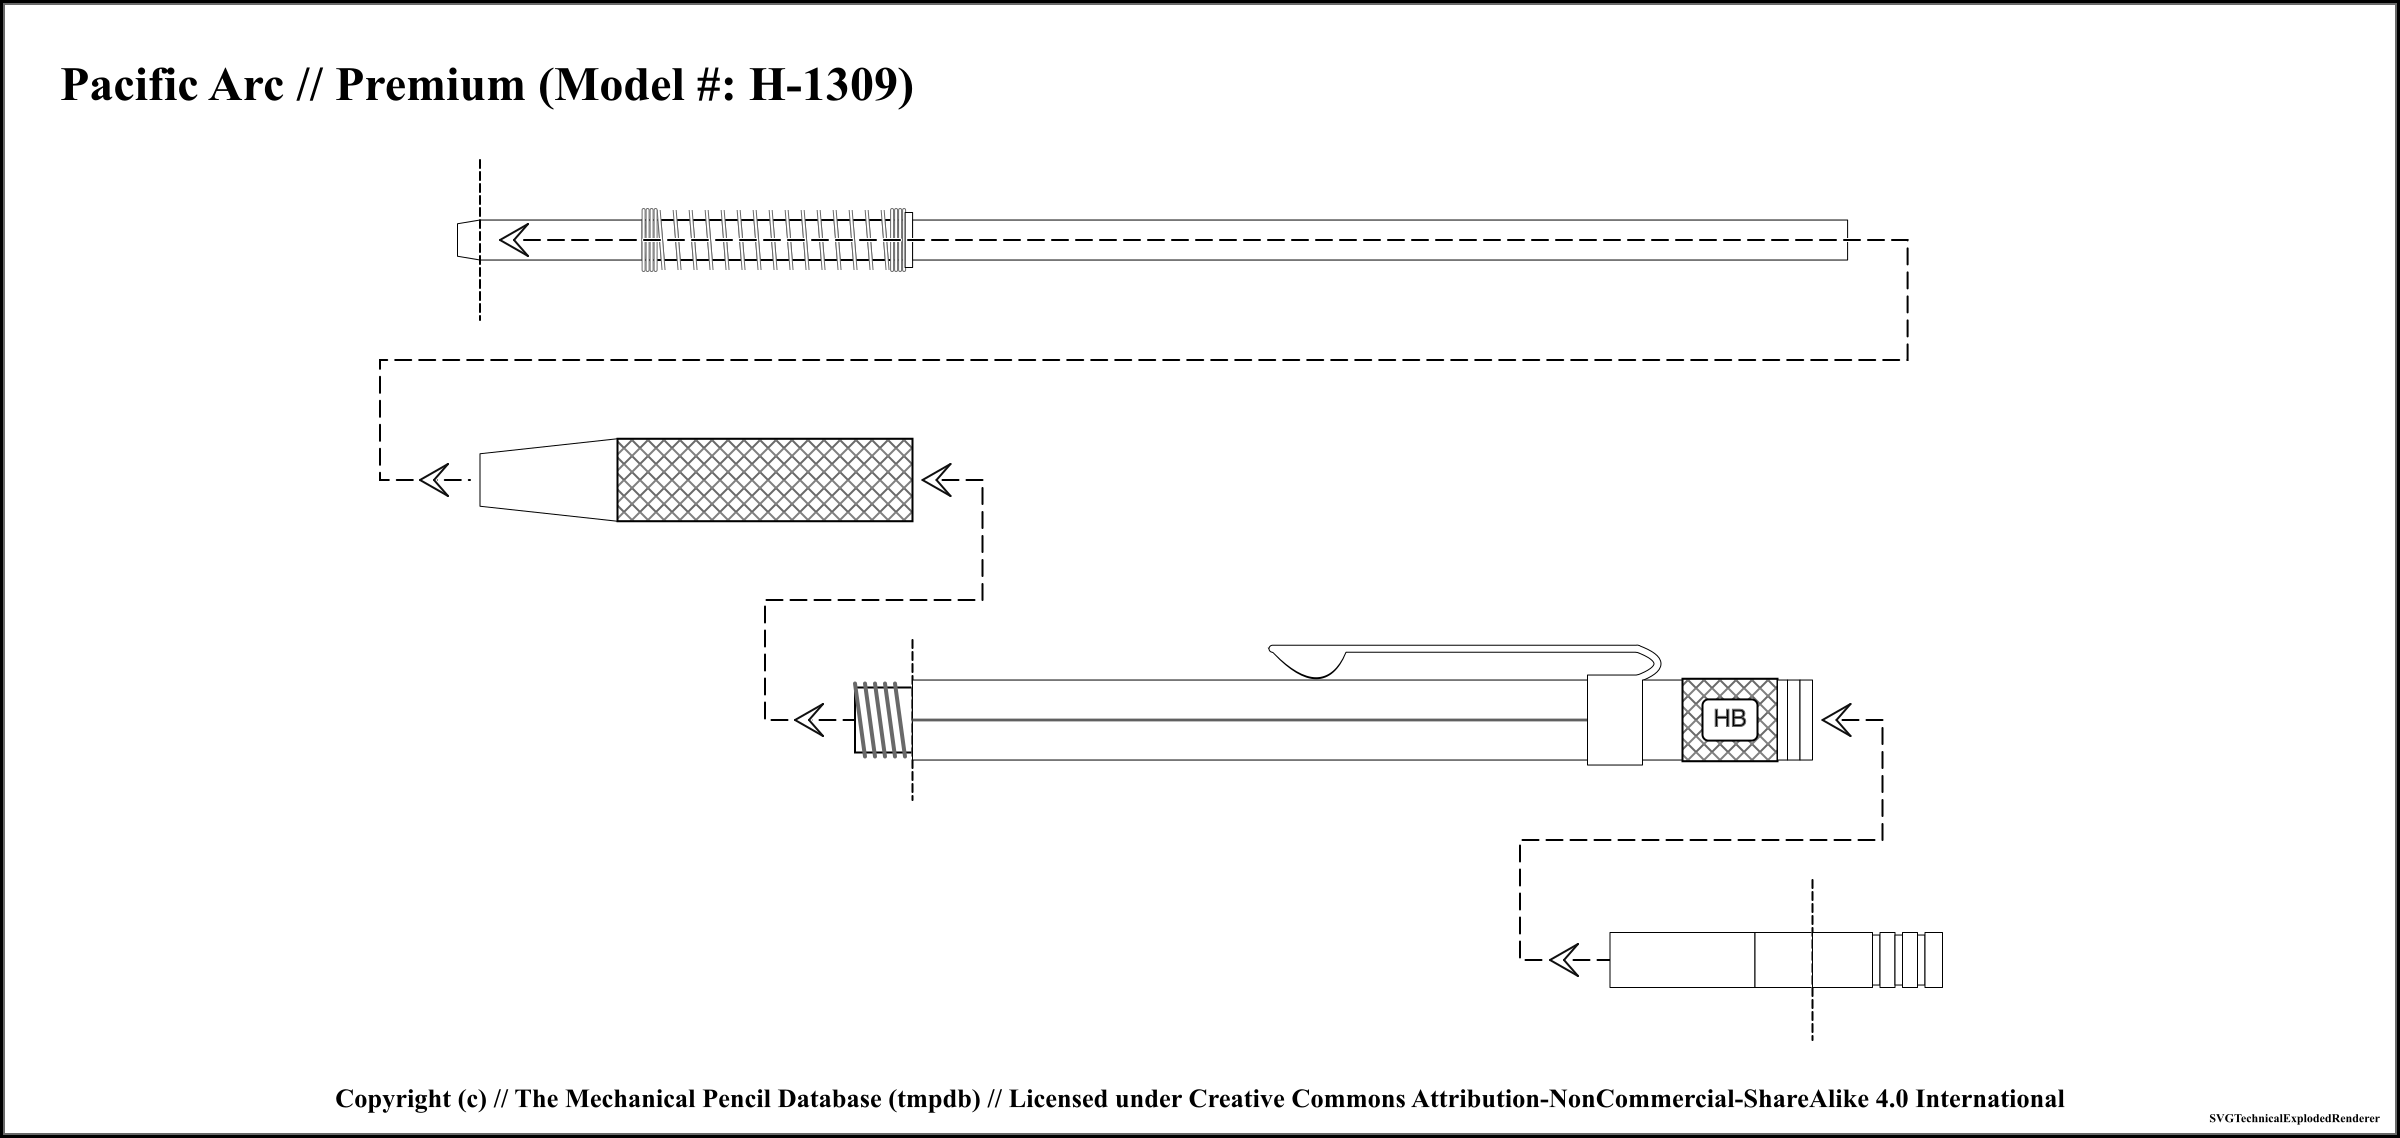 Pacific Arc // Premium (Model #: H-1309)
HB
Copyright (c) // The Mechanical Pencil Database (tmpdb) // Licensed under Creative Commons Attribution-NonCommercial-ShareAlike 4.0 International
SVGTechnicalExplodedRenderer